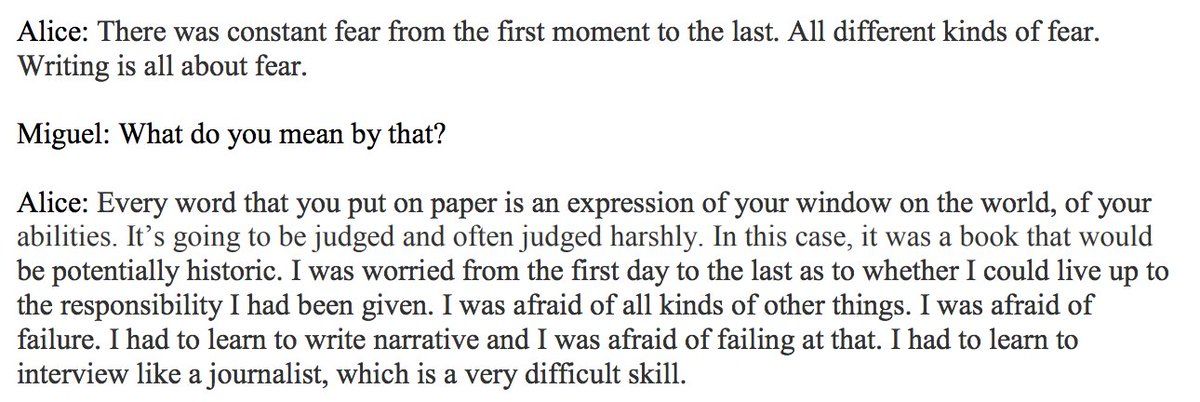 Alice: There was constant fear from the first moment to the last. All different kinds of fear.
Writing is all about fear.
Miguel: What do you mean by that?
Alice: Every word that you put on paper is an expression of your window on the world, of your
abilities. It’s going to be judged and often judged harshly. In this case, it was a book that would
be potentially historic. I was worried from the first day to the last as to whether I could live up to
the responsibility I had been given. I was afraid of all kinds of other things. I was afraid of
failure. I had to learn to write narrative and I was afraid of failing at that. I had to learn to
interview like a journalist, which is a very difficult skill.